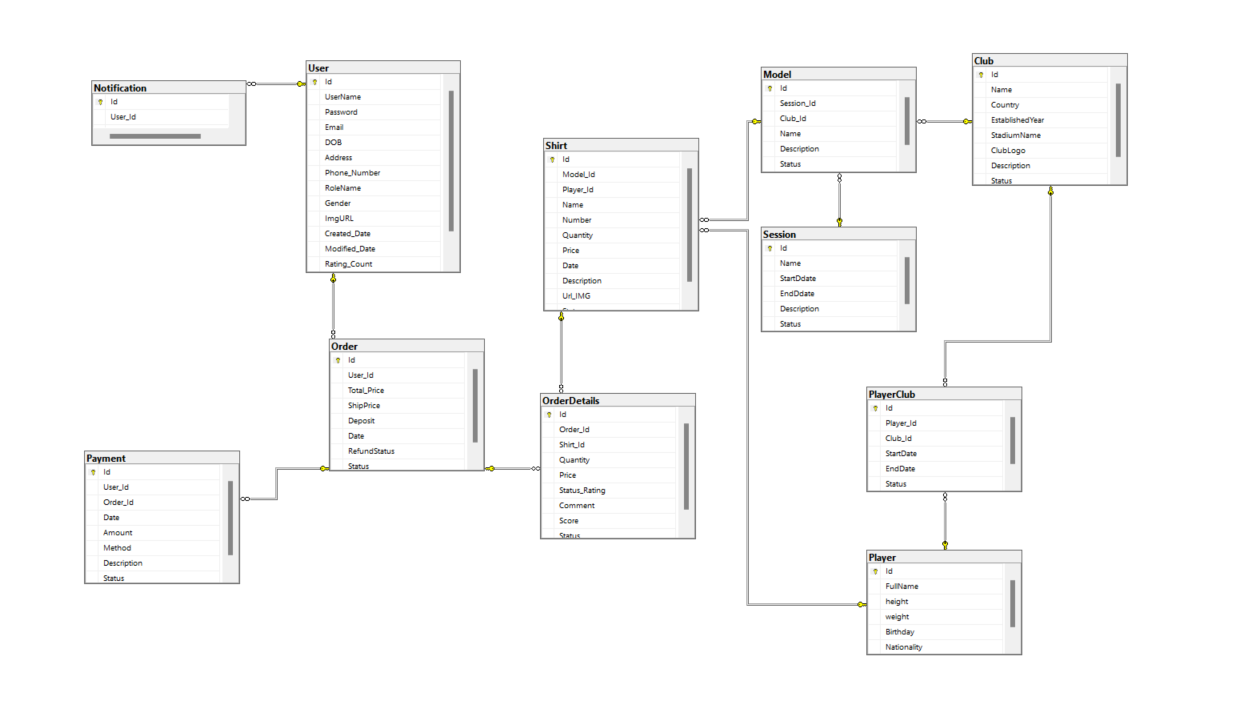 Notification
Id
User_Id
User
Id
UserName
Password
Email
DOB
Address
Phone_Number
RoleName
Gender
ImgURL
Created_Date
Modified_Date
Rating_Count
Shirt
Id
Model_Id
Player_Id
Name
Number
Quantity
Price
Date
Description
Url_IMG
Model
Id
Session_Id
Club_Id
Name
Description
Status
Club
Id
Name
Country
EstablishedYear
StadiumName
ClubLogo
Description
Status
Session
Id
Name
StartDdate
EndDdate
Description
Status
Order
Id
User_Id
Total_Price
ShipPrice
Deposit
Date
RefundStatus
Status
OrderDetails
Id
Order_Id
Shirt_Id
Quantity
Price
Status_Rating
Comment
Score
Status
PlayerClub
Id
Player_Id
Club_Id
StartDate
EndDate
Status
Payment
Id
User_Id
Order_Id
Date
Amount
Method
Description
Status
Player
Id
FullName
height
weight
Birthday
Nationality